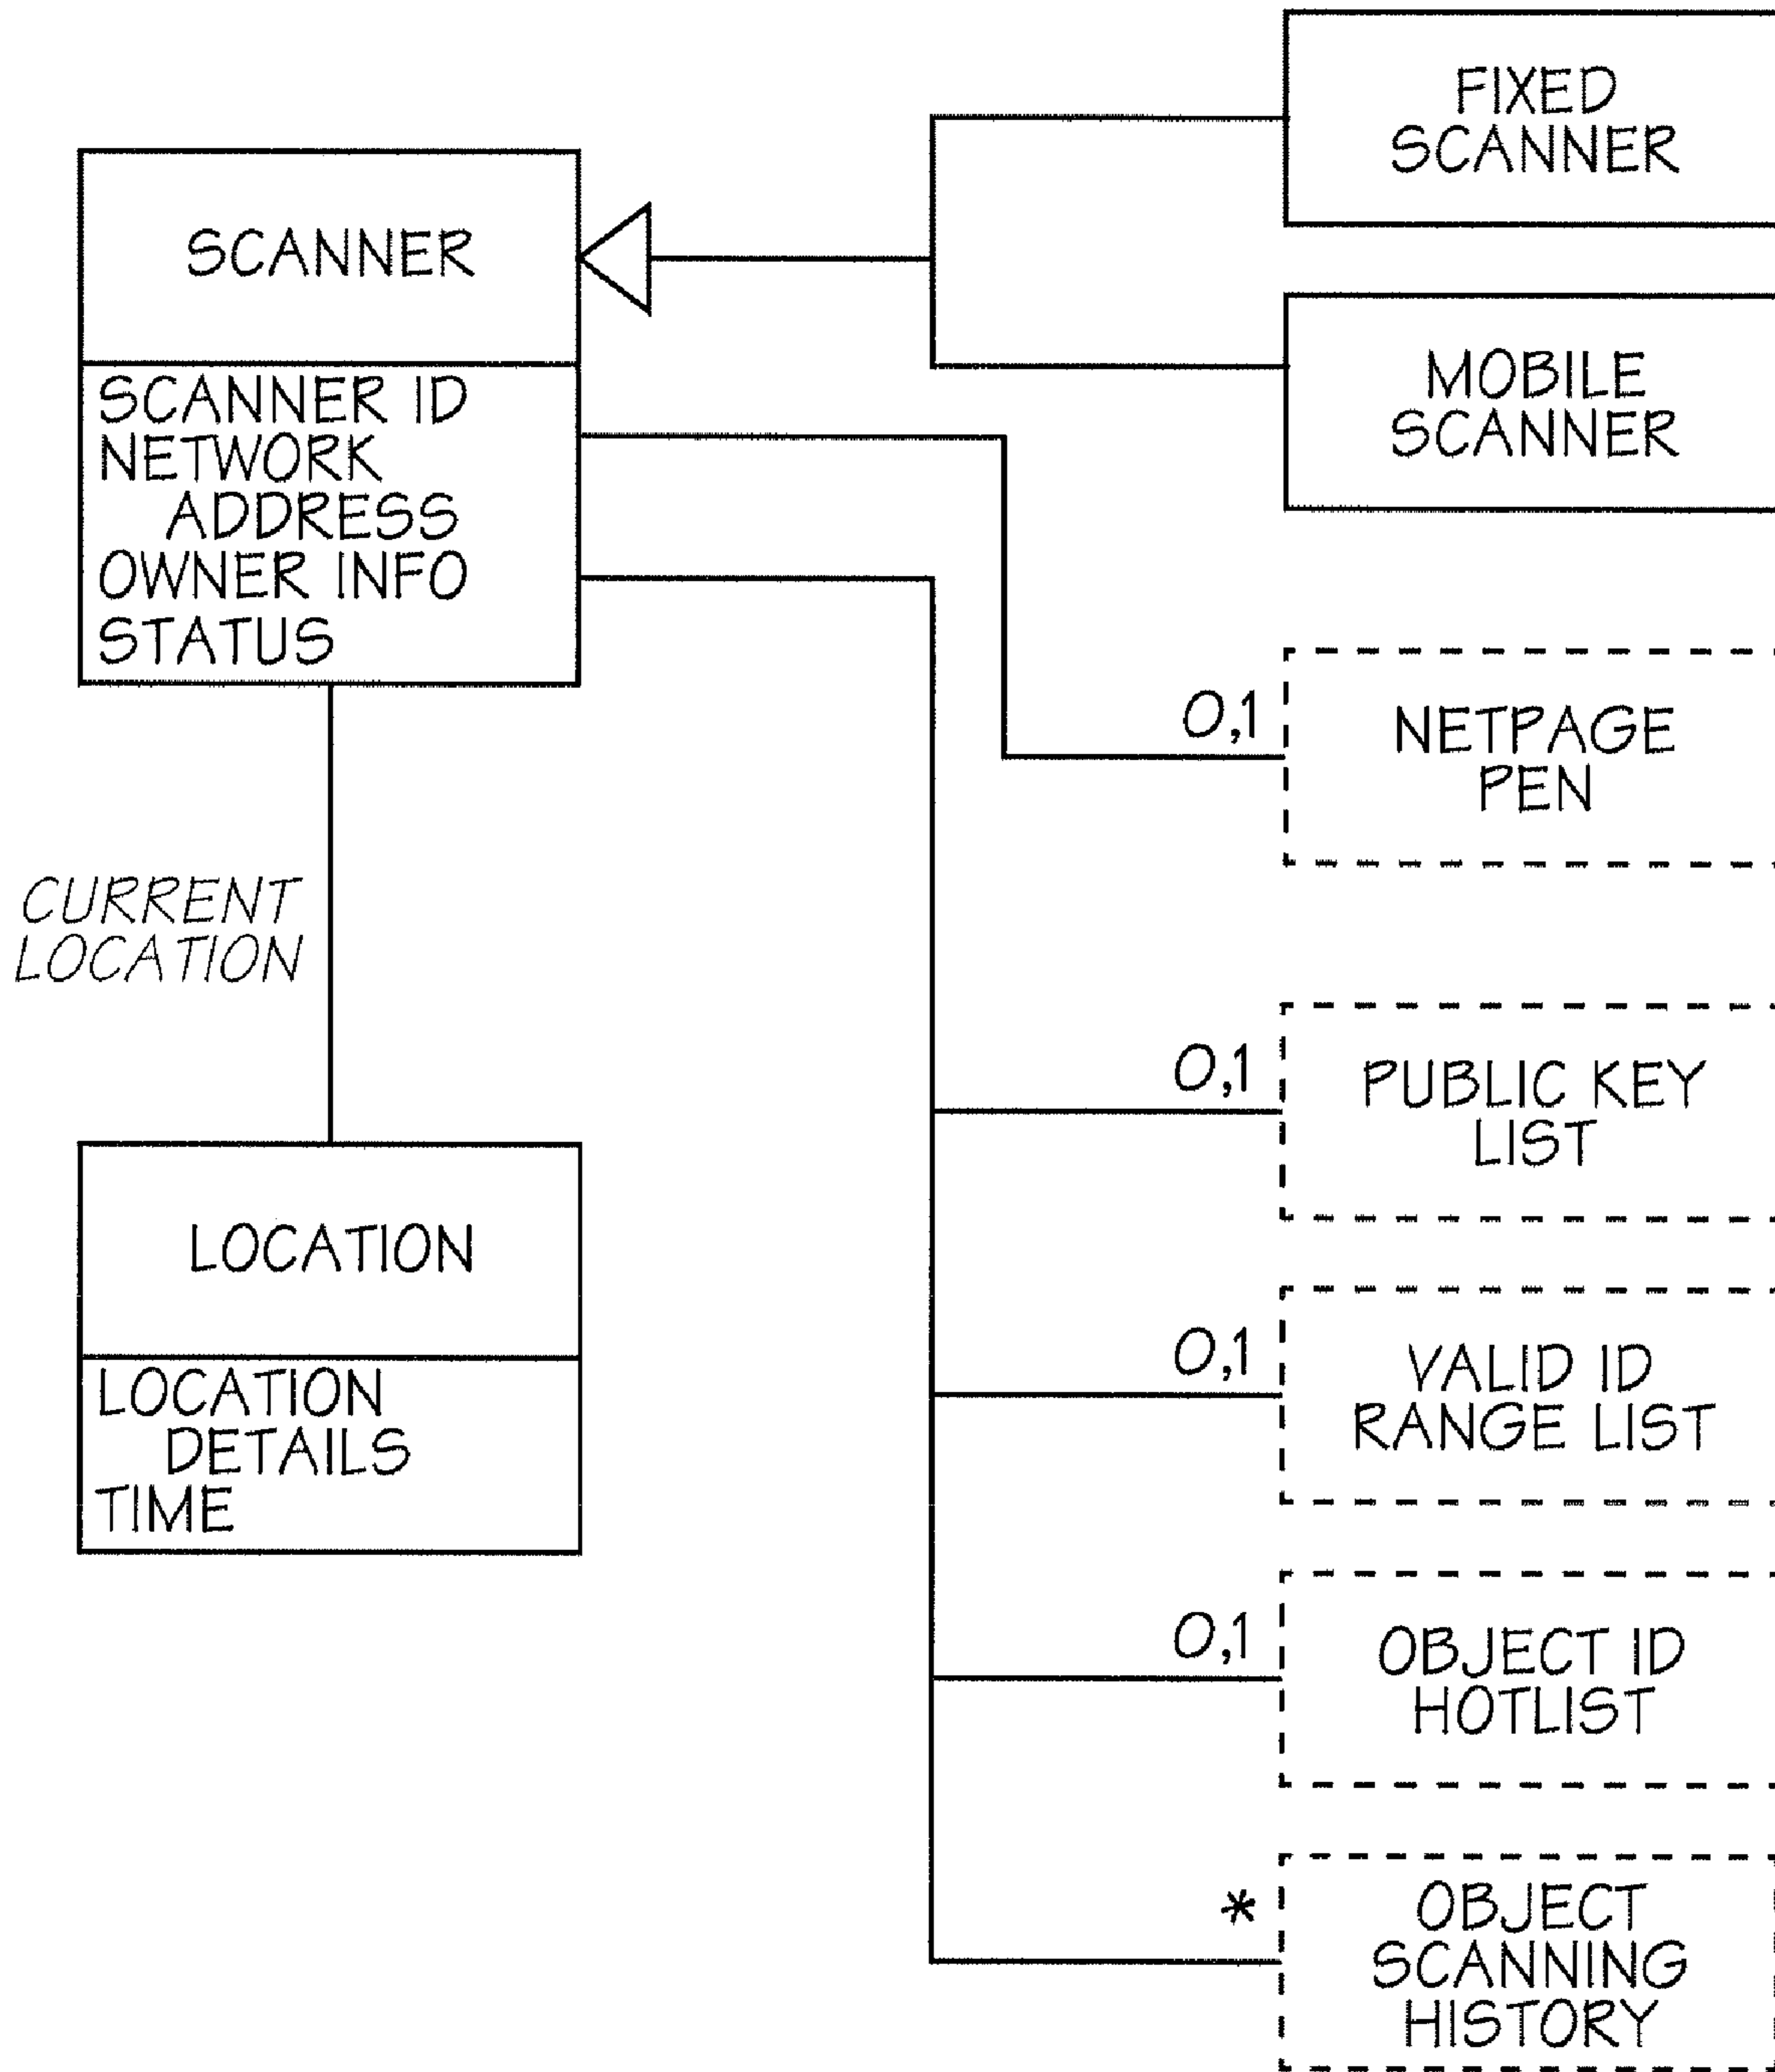 FIXED
SCANNER
SCANNER
MOBILE
SCANNER
SCANNER ID
NETWORK
ADDRESS
OWNER INFO
STATUS
0,1
NETPAGE
PEN
CURRENT
LOCATION
0,1
PUBLIC KEY
LIST
LOCATION
LOCATION
DETAILS
TIME
0,1
VALID ID
RANGE LIST
0,1
OBJECT ID
HOTLIST
*
OBJECT
SCANNING
HISTORY